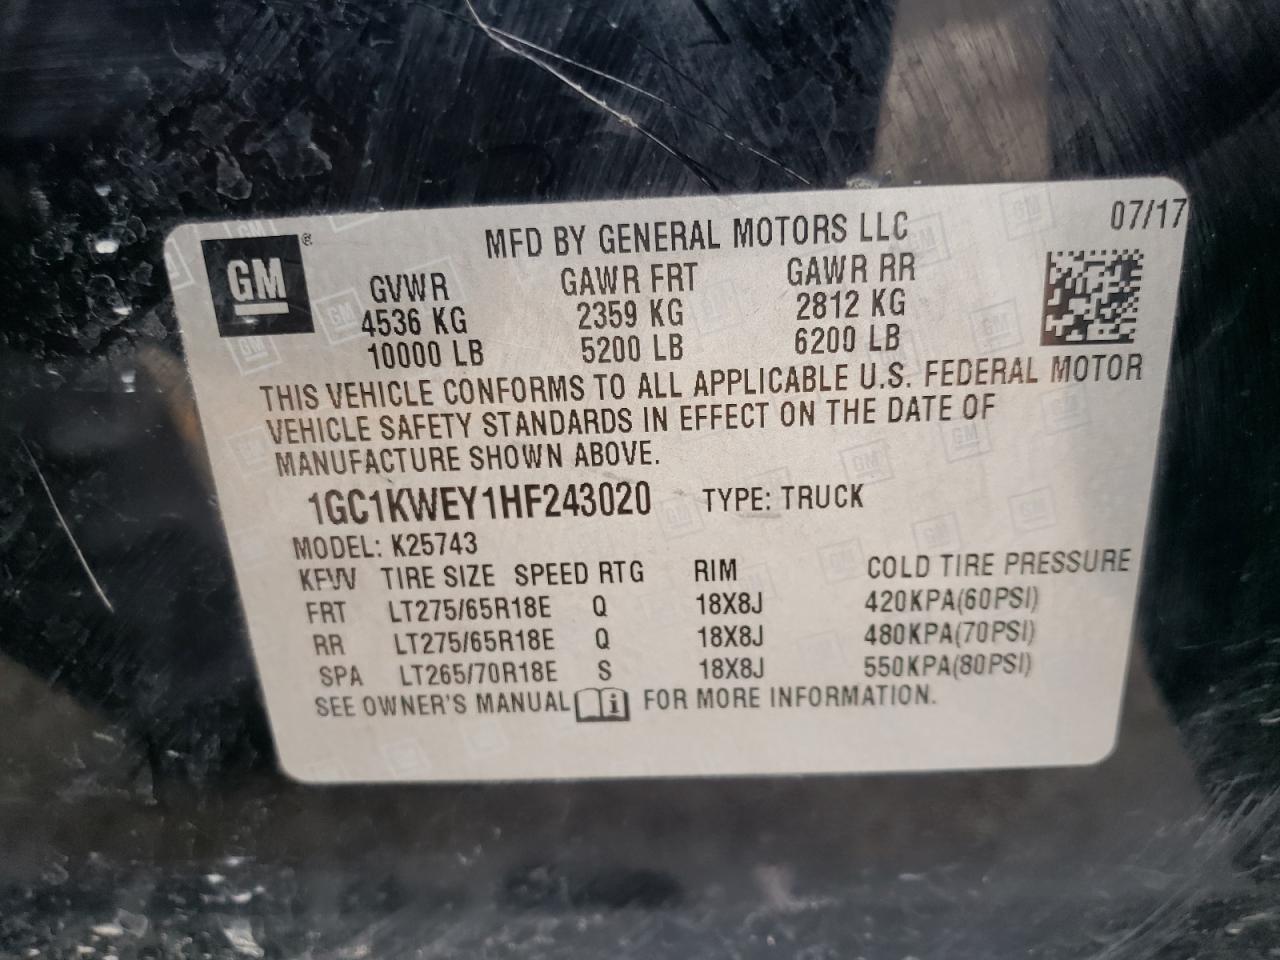 GM®
MFD BY GENERAL MOTORS LLC
07/17
GVWR GAWR FRT GAWR RR
4536 KG 2359 KG 2812 KG
10000 LB 5200 LB 6200 LB
THIS VEHICLE CONFORMS TO ALL APPLICABLE U.S. FEDERAL MOTOR
VEHICLE SAFETY STANDARDS IN EFFECT ON THE DATE OF
MANUFACTURE SHOWN ABOVE.
1GC1KWEY1HF243020 TYPE: TRUCK
MODEL: K25743
KFW TIRE SIZE SPEED RTG RIM COLD TIRE PRESSURE
FRT LT275/65R18E Q 18X8J 420KPA(60PSI)
RR LT275/65R18E Q 18X8J 480KPA(70PSI)
SPA LT265/70R18E S 18X8J 550KPA(80PSI)
SEE OWNER'S MANUAL i FOR MORE INFORMATION.